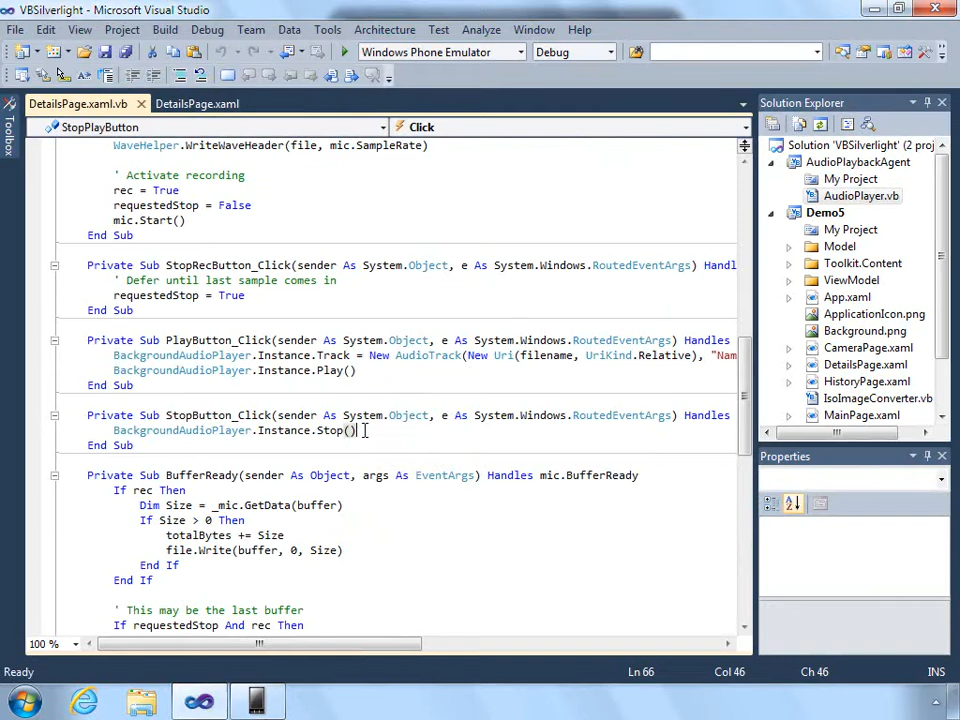 VBSilverlight - Microsoft Visual Studio
File Edit View Project Build Debug Team Data Tools Architecture Test Analyze Window Help
Windows Phone Emulator Debug
DetailsPage.xaml.vb DetailsPage.xaml
StopPlayButton Click
WaveHelper.WriteWaveHeader(file, mic.SampleRate)
' Activate recording
rec = True
requestedStop = False
mic.Start()
End Sub
Private Sub StopRecButton_Click(sender As System.Object, e As System.Windows.RoutedEventArgs) Handl
' Defer until last sample comes in
requestedStop = True
End Sub
Private Sub PlayButton_Click(sender As System.Object, e As System.Windows.RoutedEventArgs) Handles
BackgroundAudioPlayer.Instance.Track = New AudioTrack(New Uri(filename, UriKind.Relative), "Nam
BackgroundAudioPlayer.Instance.Play()
End Sub
Private Sub StopButton_Click(sender As System.Object, e As System.Windows.RoutedEventArgs) Handles
BackgroundAudioPlayer.Instance.Stop()
End Sub
Private Sub BufferReady(sender As Object, args As EventArgs) Handles mic.BufferReady
If rec Then
Dim Size = _mic.GetData(buffer)
If Size > 0 Then
totalBytes += Size
file.Write(buffer, 0, Size)
End If
End If
' This may be the last buffer
If requestedStop And rec Then
100 %
Toolbox
Solution Explorer
Solution 'VBSilverlight' (2 proj
AudioPlaybackAgent
My Project
AudioPlayer.vb
Demo5
My Project
Model
Toolkit.Content
ViewModel
App.xaml
ApplicationIcon.png
Background.png
CameraPage.xaml
DetailsPage.xaml
HistoryPage.xaml
IsoImageConverter.vb
MainPage.xaml
Properties
Ready Ln 66 Col 46 Ch 46 INS